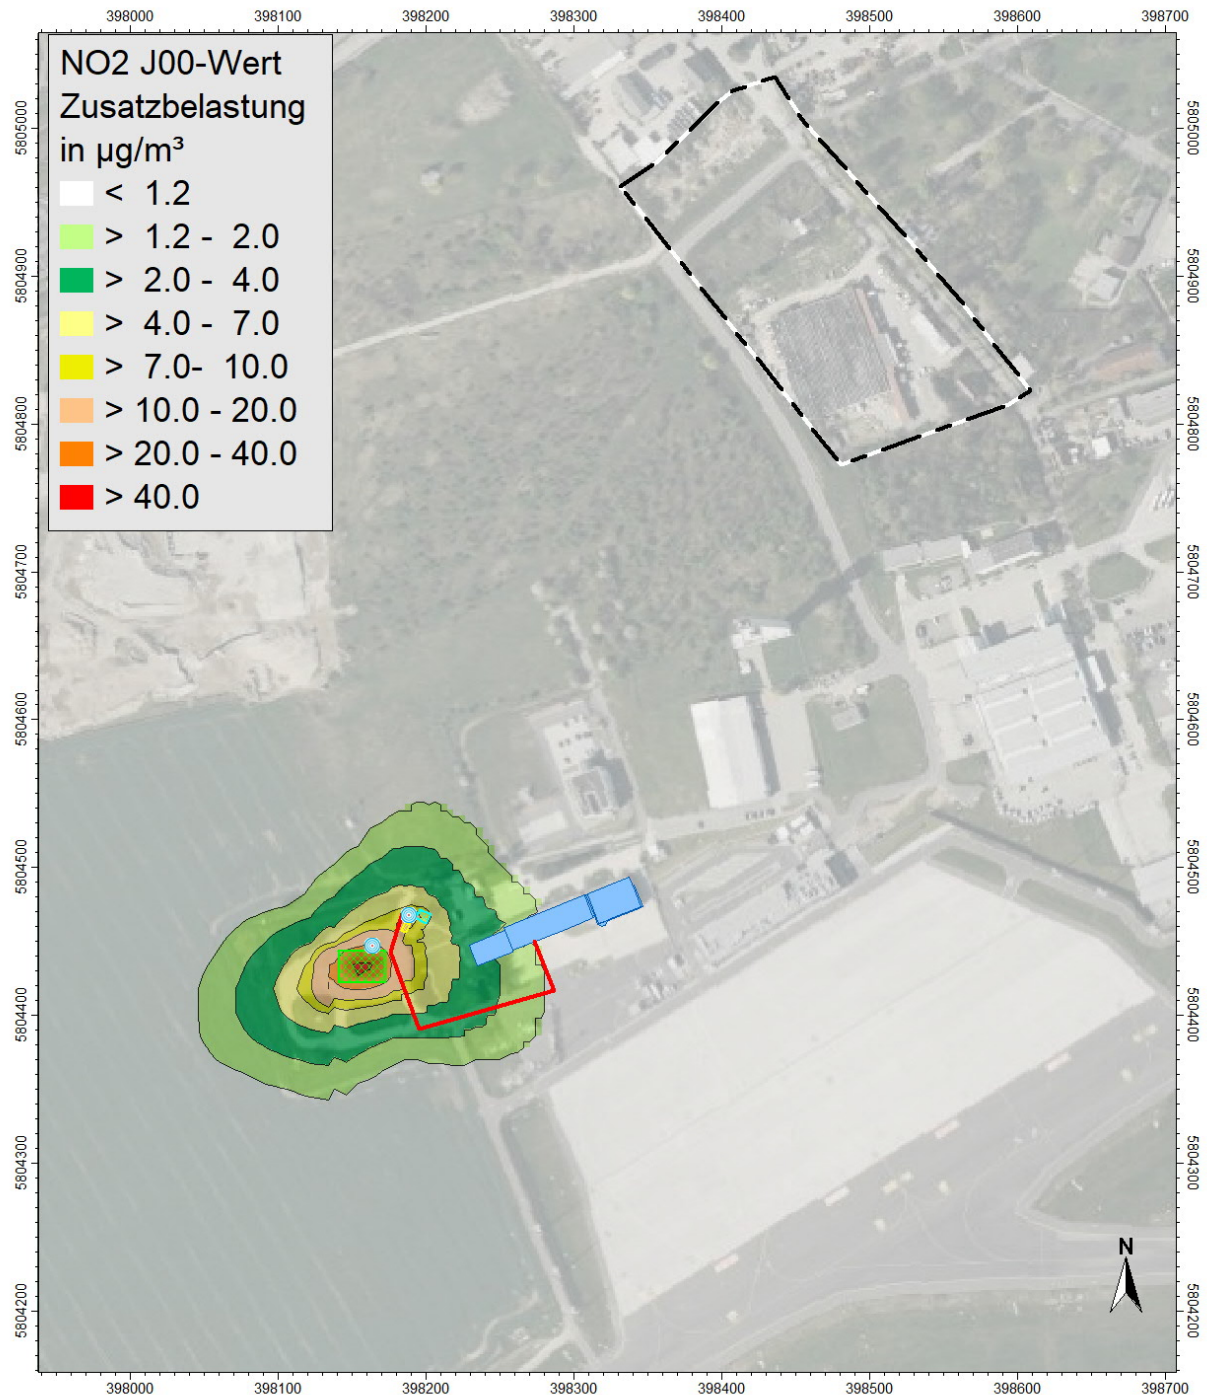 398000 398100 398200 398300 398400 398500 398600 398700
NO2 J00-Wert
Zusatzbelastung
in µg/m³
< 1.2
> 1.2 - 2.0
> 2.0 - 4.0
> 4.0 - 7.0
> 7.0- 10.0
> 10.0 - 20.0
> 20.0 - 40.0
> 40.0
5805000 5805000
5804900 5804900
5804800 5804800
5804700 5804700
5804600 5804600
5804500 5804500
5804400 5804400
5804300 5804300
N
5804200 5804200
398000 398100 398200 398300 398400 398500 398600 398700